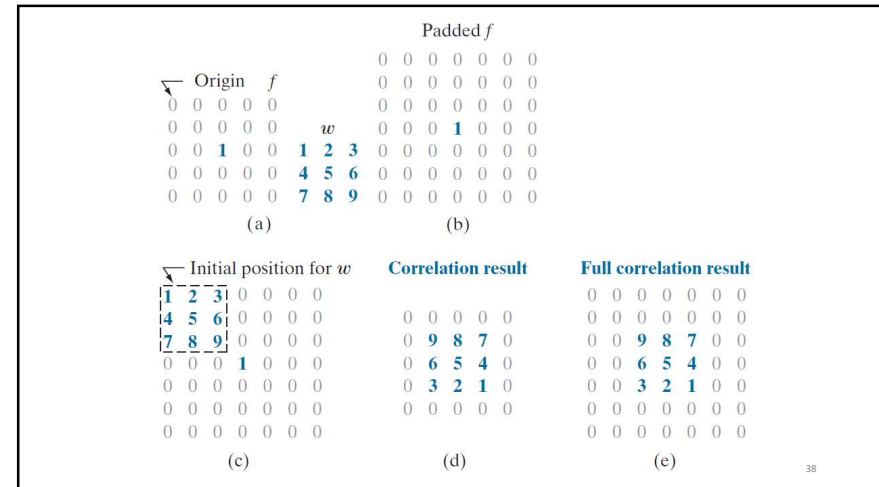 Padded f
0 0 0 0 0 0 0
0 0 0 0 0 0 0
0 0 0 0 0 0 0
0 0 0 1 0 0 0
0 0 0 0 0 0 0
0 0 0 0 0 0 0
0 0 0 0 0 0 0
Origin f
0 0 0 0 0
0 0 0 0 0
0 0 1 0 0
0 0 0 0 0
0 0 0 0 0
w
1 2 3
4 5 6
7 8 9
(a)
(b)
Initial position for w
1 2 3 0 0 0 0
4 5 6 0 0 0 0
7 8 9 0 0 0 0
0 0 0 1 0 0 0
0 0 0 0 0 0 0
0 0 0 0 0 0 0
0 0 0 0 0 0 0
(c)
Correlation result
0 0 0 0 0
0 9 8 7 0
0 6 5 4 0
0 3 2 1 0
0 0 0 0 0
(d)
Full correlation result
0 0 0 0 0 0 0
0 0 0 0 0 0 0
0 0 9 8 7 0 0
0 0 6 5 4 0 0
0 0 3 2 1 0 0
0 0 0 0 0 0 0
0 0 0 0 0 0 0
(e)
38